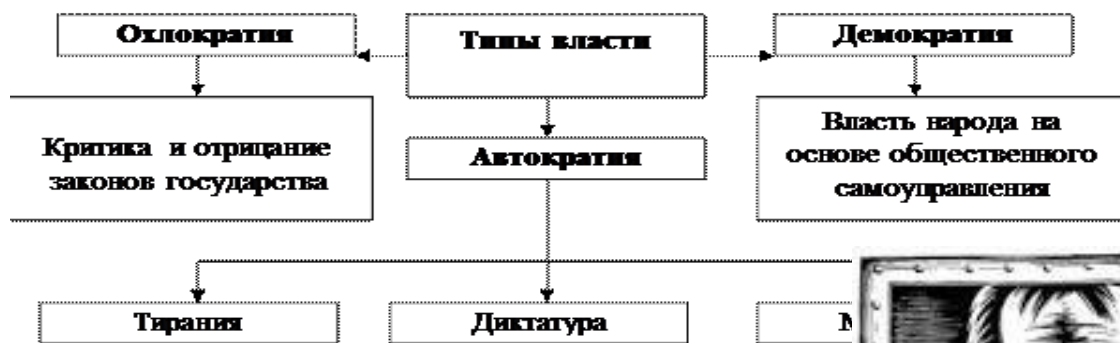 Охлократия
Типы власти
Демократия
Критика и отрицание
законов государства
Автократия
Власть народа на
основе общественного
самоуправления
Тирания
Диктатура